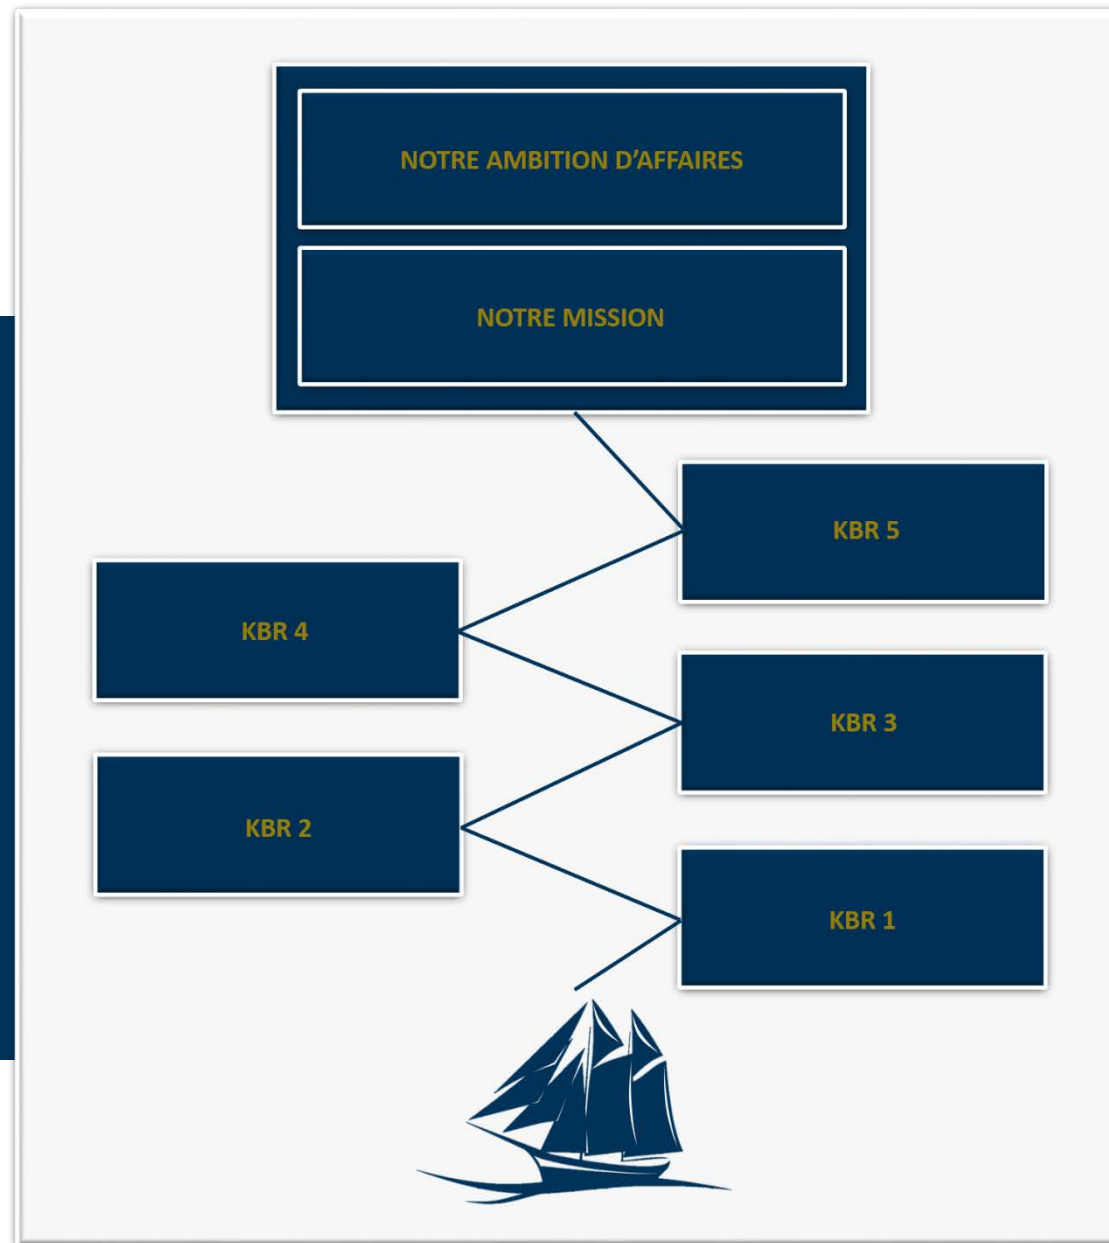 NOTRE AMBITION D’AFFAIRES
NOTRE MISSION
KBR 5
KBR 4
KBR 3
KBR 2
KBR 1